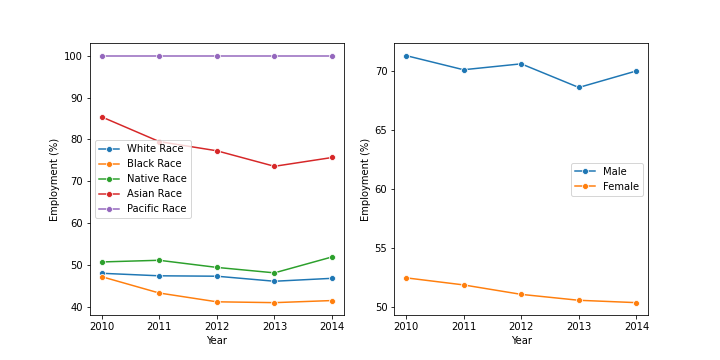 100
90
80
70
60
50
40
Employment (%)
2010 2011 2012 2013 2014
Year
White Race
Black Race
Native Race
Asian Race
Pacific Race
70
65
60
55
50
Employment (%)
2010 2011 2012 2013 2014
Year
Male
Female